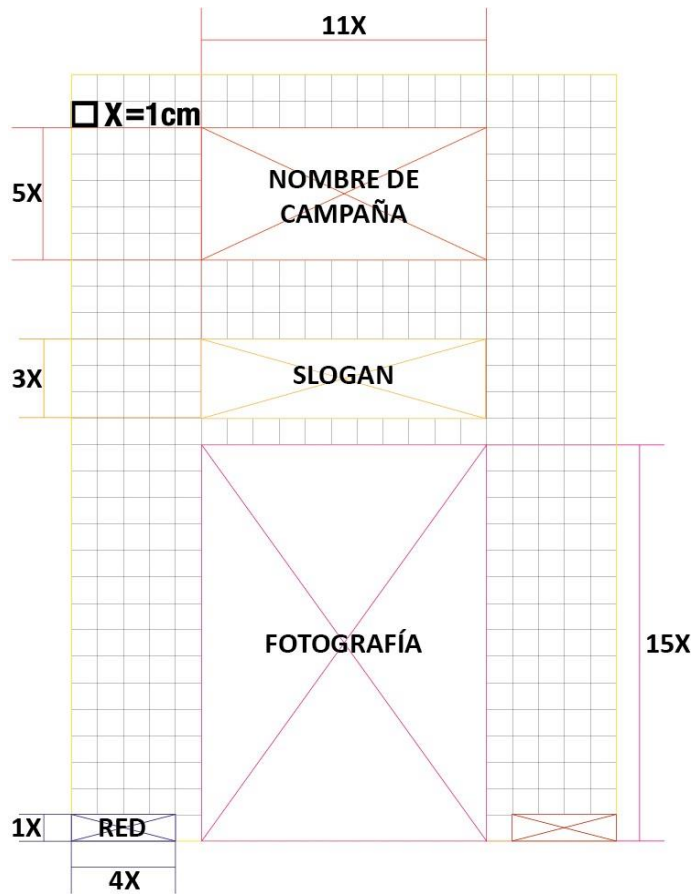 11X
X=1cm
5X
NOMBRE DE
CAMPAÑA
3X
SLOGAN
FOTOGRAFÍA
15X
1X
RED
4X